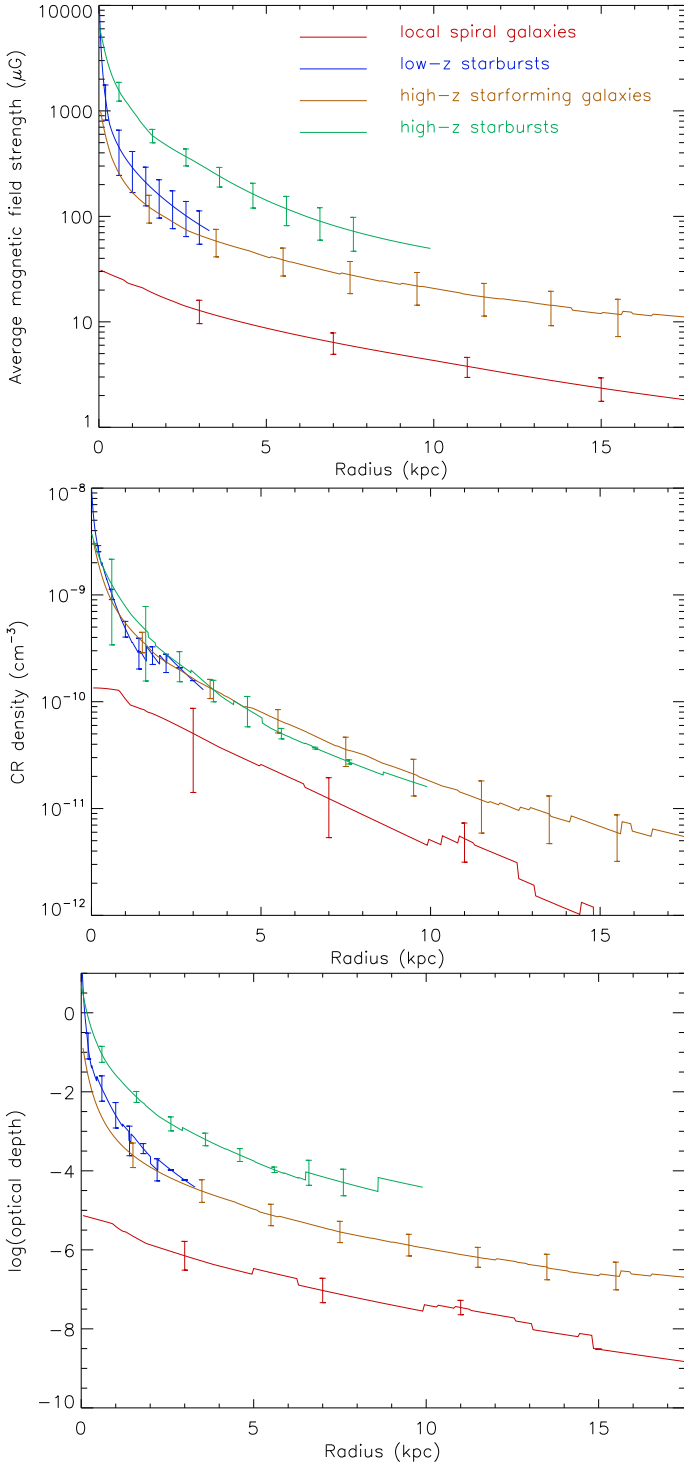 local spiral galaxies
low-z starbursts
high-z starforming galaxies
high-z starbursts
Average magnetic field strength (μG)
10000
1000
100
10
1
0 5 10 15
Radius (kpc)
CR density (cm⁻³)
10⁻⁸
10⁻⁹
10⁻¹⁰
10⁻¹¹
10⁻¹²
0 5 10 15
Radius (kpc)
log(optical depth)
0
−2
−4
−6
−8
−10
0 5 10 15
Radius (kpc)